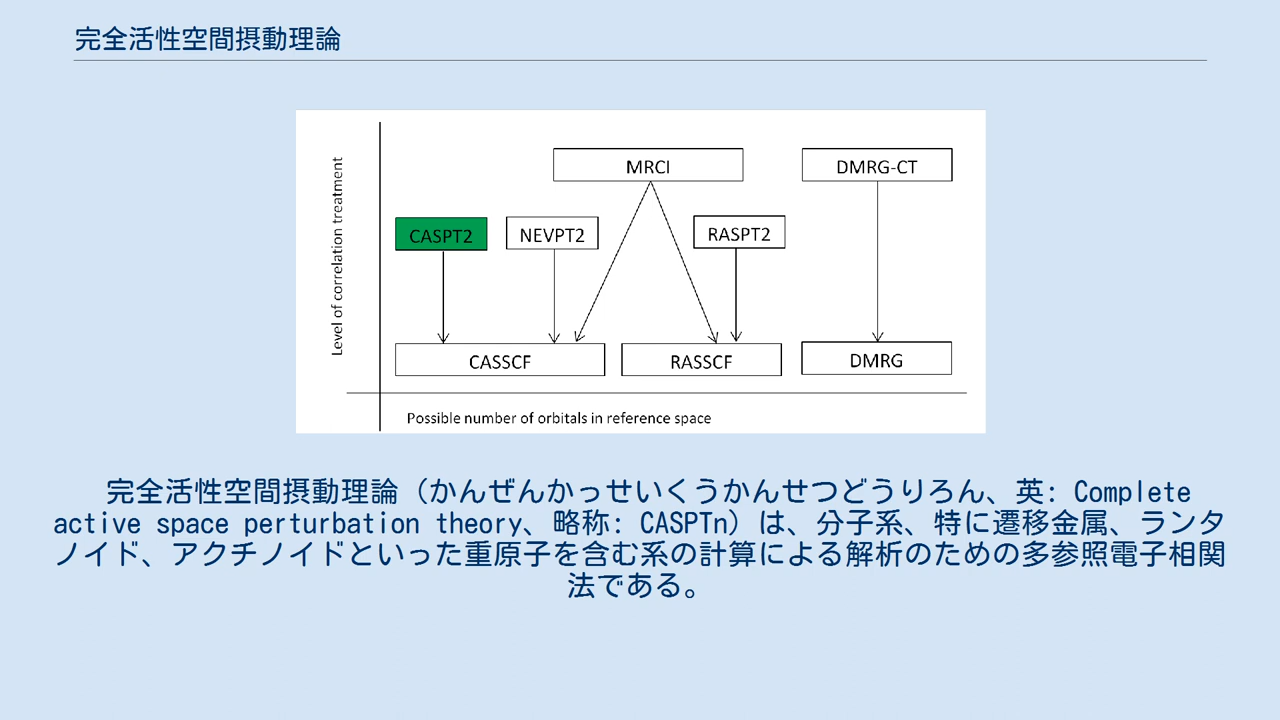 完全活性空間摂動理論
Level of correlation treatment
MRCI
DMRG-CT
CASPT2
NEVPT2
RASPT2
CASSCF
RASSCF
DMRG
Possible number of orbitals in reference space
完全活性空間摂動理論（かんぜんかっせいくうかんせつどうりろん、英: Complete
active space perturbation theory、略称: CASPTn）は、分子系、特に遷移金属、ランタ
ノイド、アクチノイドといった重原子を含む系の計算による解析のための多参照電子相関
法である。